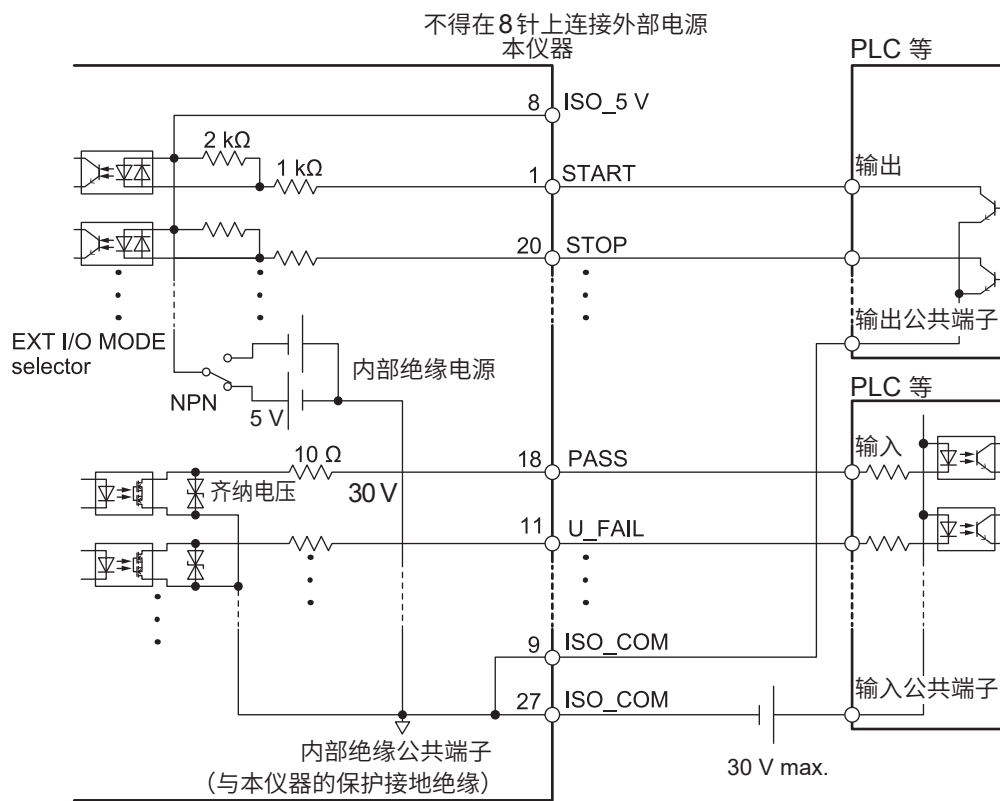 不得在8针上连接外部电源
本仪器
PLC 等
8
ISO_5 V
2 kΩ
1 kΩ
1
START
输出
20
STOP
输出公共端子
EXT I/O MODE
selector
NPN
5 V
内部绝缘电源
PLC 等
10 Ω
18
PASS
输入
齐纳电压
30 V
11
U_FAIL
9
ISO_COM
27
ISO_COM
输入公共端子
内部绝缘公共端子
（与本仪器的保护接地绝缘）
30 V max.